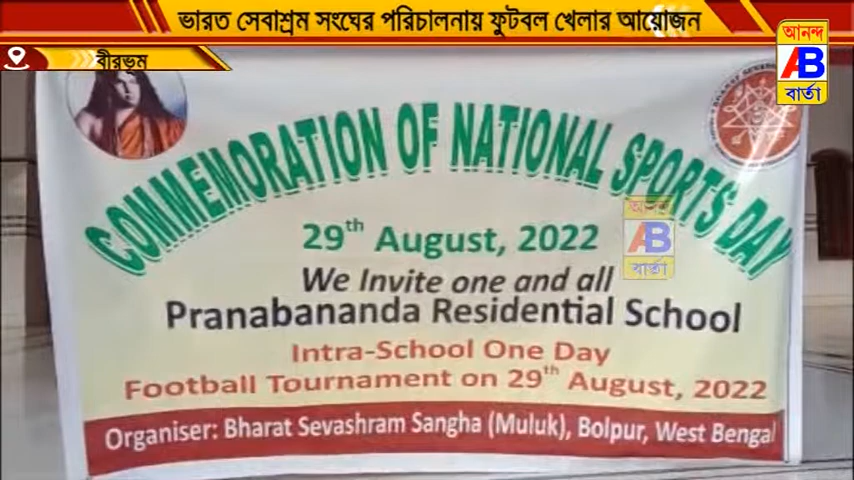 ভারত সেবাশ্রম সংঘের পরিচালনায় ফুটবল খেলার আয়োজন
বীরভূম
আনন্দ
AB
বার্তা
COMMEMORATION OF NATIONAL SPORTS DAY
29th August, 2022
আনন্দ
AB
বার্তা
We Invite one and all
Pranabananda Residential School
Intra-School One Day
Football Tournament on 29th August, 2022
Organiser: Bharat Sevashram Sangha (Muluk), Bolpur, West Bengal